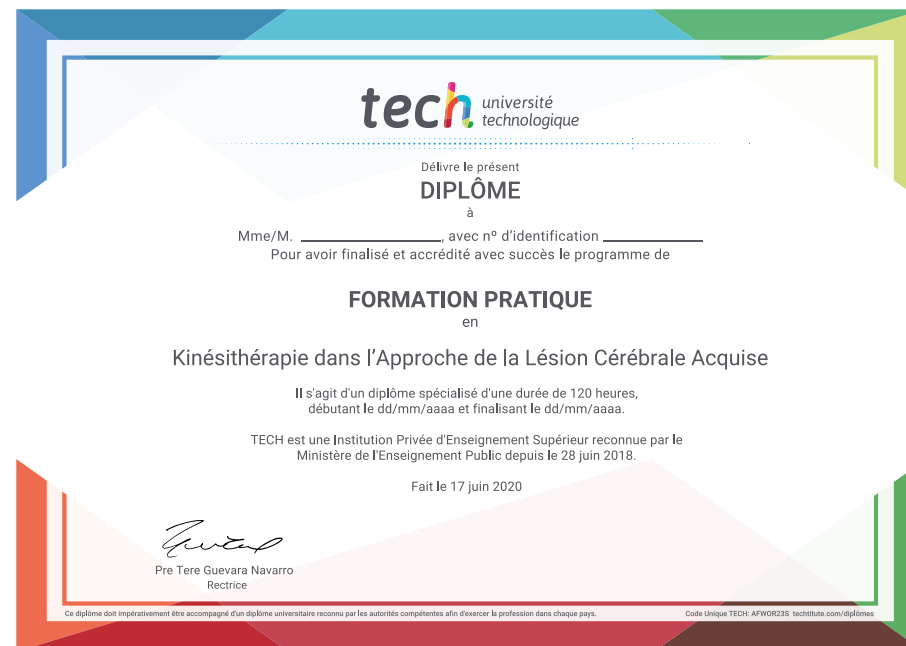 tech université
technologique
Délivre le présent
DIPLÔME
à
Mme/M. ____________________, avec nº d'identification ______________
Pour avoir finalisé et accrédité avec succès le programme de
FORMATION PRATIQUE
en
Kinésithérapie dans l'Approche de la Lésion Cérébrale Acquise
Il s'agit d'un diplôme spécialisé d'une durée de 120 heures,
débutant le dd/mm/aaaa et finalisant le dd/mm/aaaa.
TECH est une Institution Privée d'Enseignement Supérieur reconnue par le
Ministère de l'Enseignement Public depuis le 28 juin 2018.
Fait le 17 juin 2020
Pre Tere Guevara Navarro
Rectrice
Ce diplôme doit impérativement être accompagné d'un diplôme universitaire reconnu par les autorités compétentes afin d'exercer la profession dans chaque pays.
Code Unique TECH: AFWOR23S techtitute.com/diplômes